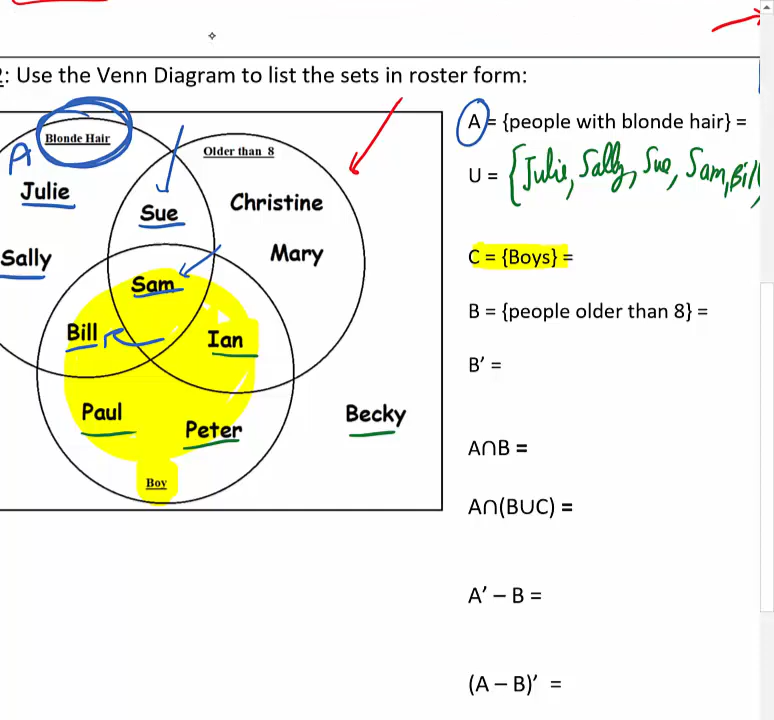 : Use the Venn Diagram to list the sets in roster form:
Blonde Hair
A
Older than 8
Julie
Sue
Christine
Sally
Sam
Mary
Bill
Ian
Paul
Peter
Becky
Boy
A = {people with blonde hair} =
U = {Julie, Sally, Sue, Sam, Bill,
C = {Boys} =
B = {people older than 8} =
B′ =
A∩B =
A∩(B∪C) =
A′ – B =
(A – B)′ =